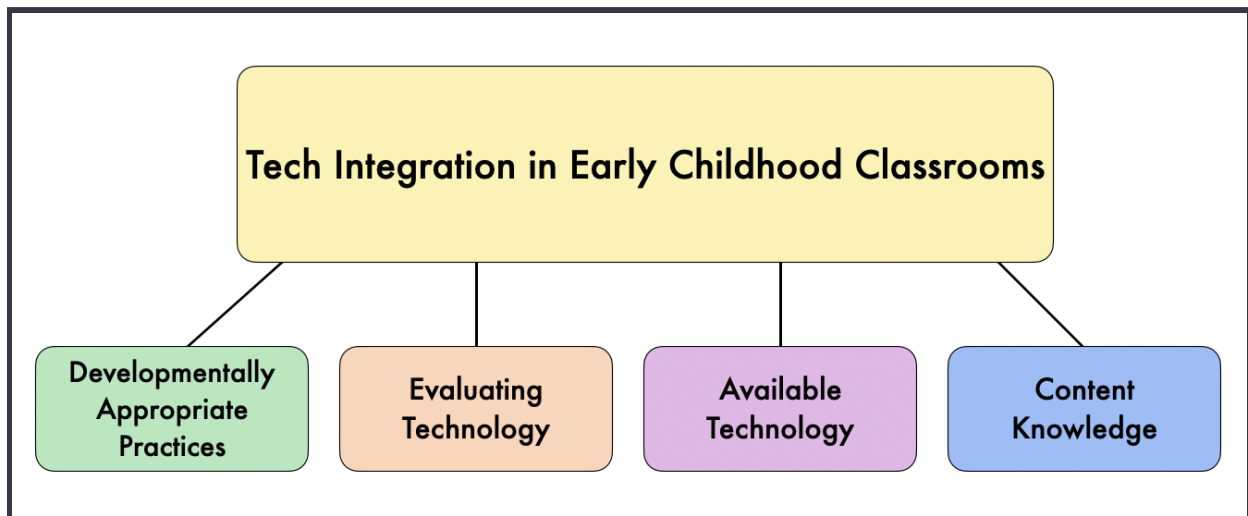 Tech Integration in Early Childhood Classrooms
Developmentally
Appropriate
Practices
Evaluating
Technology
Available
Technology
Content
Knowledge